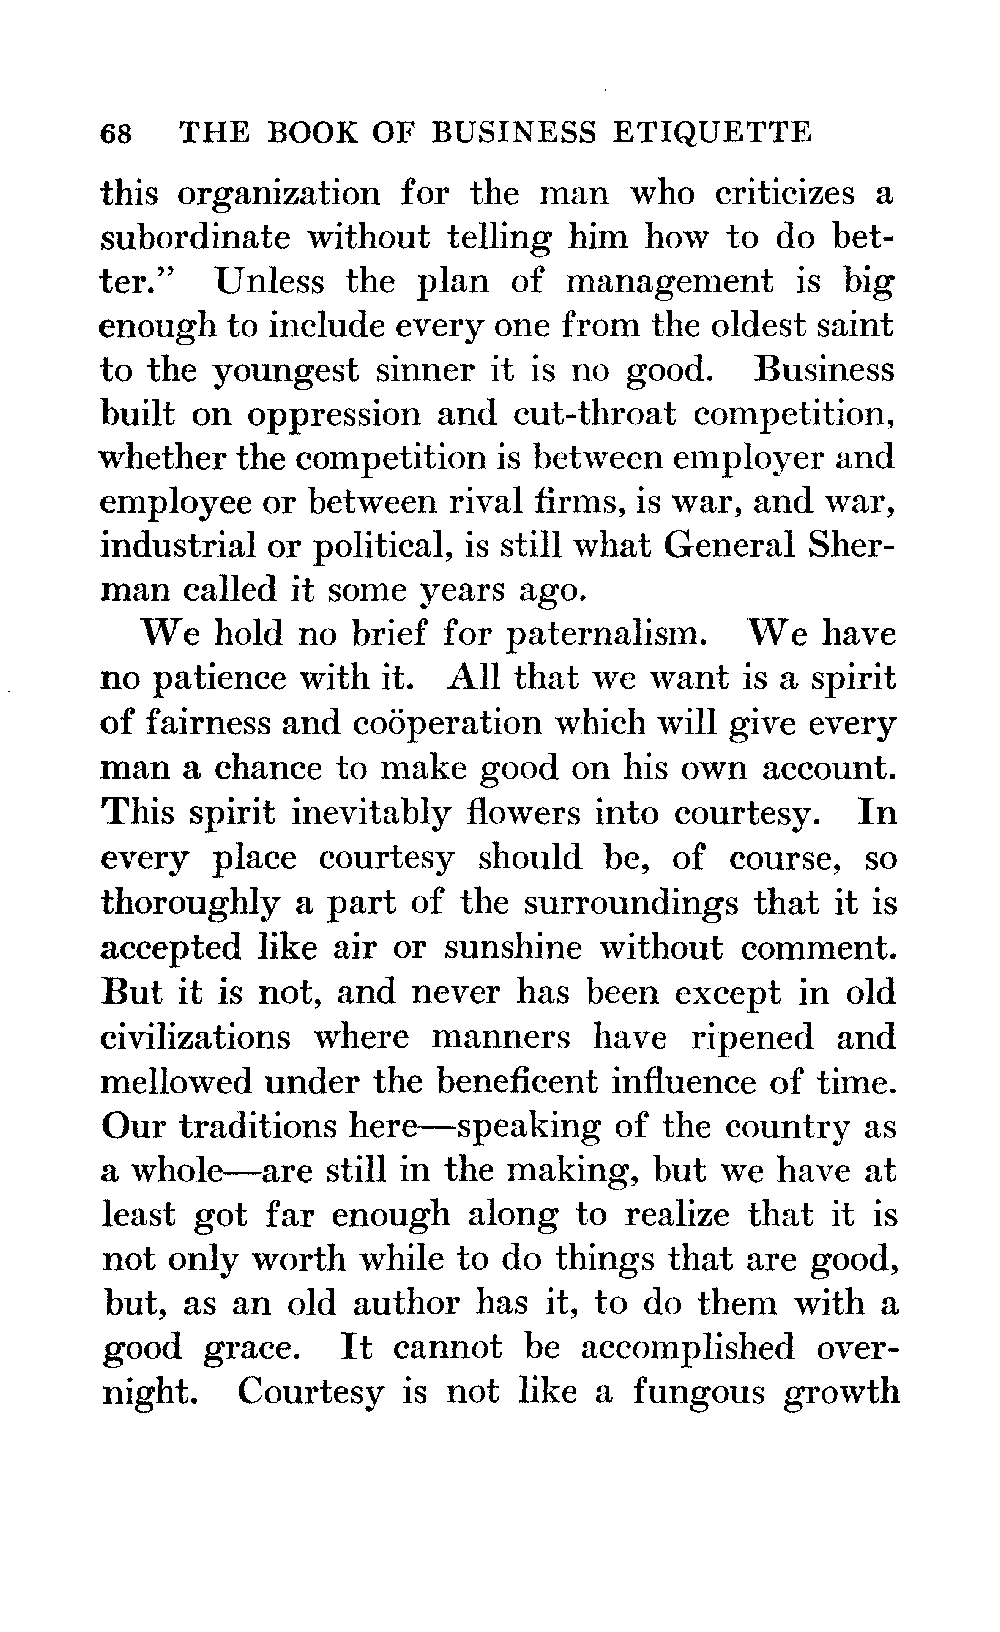 68 THE BOOK OF BUSINESS ETIQUETTE
this organization for the man who criticizes a
subordinate without telling him how to do bet-
ter.” Unless the plan of management is big
enough to include every one from the oldest saint
to the youngest sinner it is no good. Business
built on oppression and cut-throat competition,
whether the competition is between employer and
employee or between rival firms, is war, and war,
industrial or political, is still what General Sher-
man called it some years ago.
We hold no brief for paternalism. We have
no patience with it. All that we want is a spirit
of fairness and coöperation which will give every
man a chance to make good on his own account.
This spirit inevitably flowers into courtesy. In
every place courtesy should be, of course, so
thoroughly a part of the surroundings that it is
accepted like air or sunshine without comment.
But it is not, and never has been except in old
civilizations where manners have ripened and
mellowed under the beneficent influence of time.
Our traditions here—speaking of the country as
a whole—are still in the making, but we have at
least got far enough along to realize that it is
not only worth while to do things that are good,
but, as an old author has it, to do them with a
good grace. It cannot be accomplished over-
night. Courtesy is not like a fungous growth